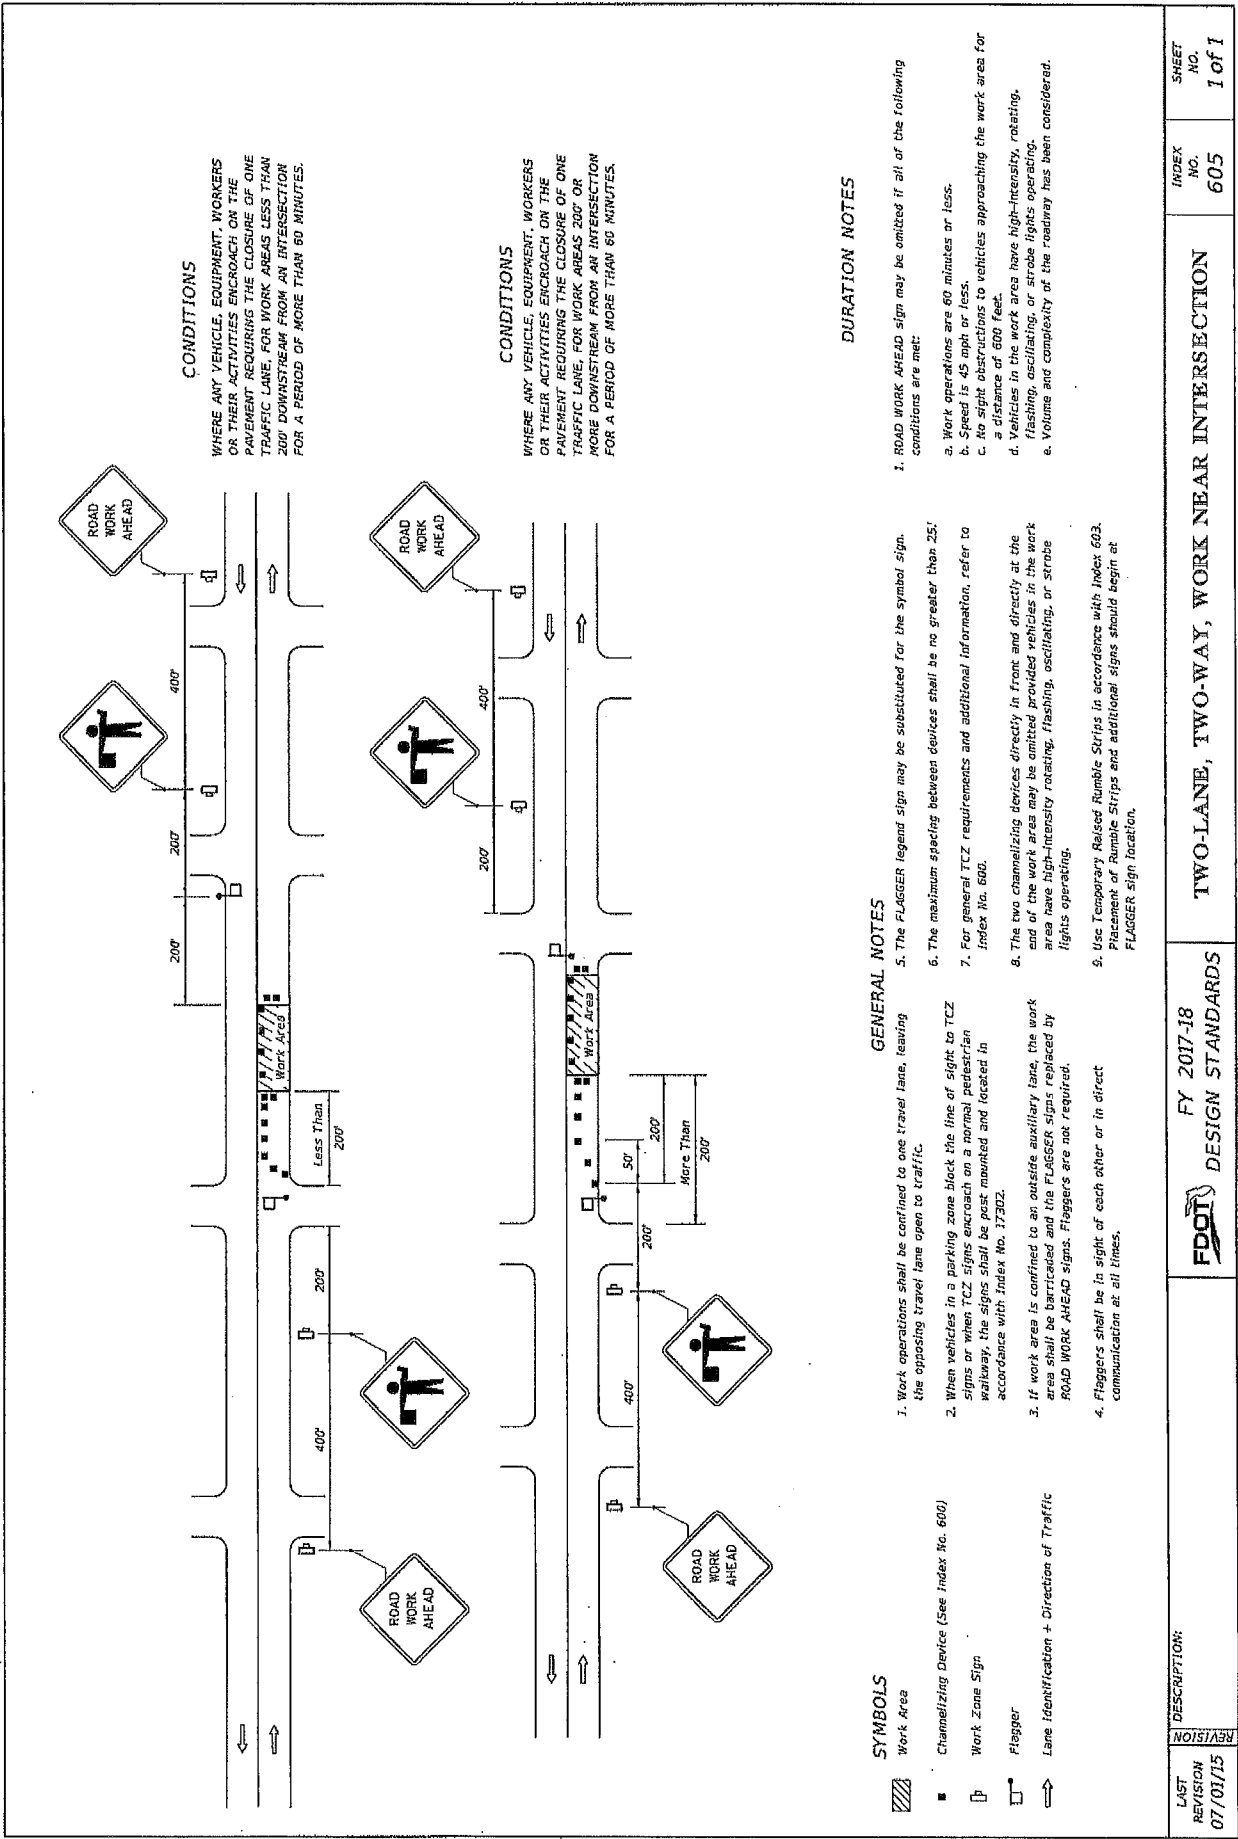 ROAD
WORK
AHEAD
400'
200'
200'
Work Area
Less Than
200'
200'
400'
ROAD
WORK
AHEAD
CONDITIONS
WHERE ANY VEHICLE, EQUIPMENT, WORKERS
OR THEIR ACTIVITIES ENCROACH ON THE
PAVEMENT REQUIRING THE CLOSURE OF ONE
TRAFFIC LANE, FOR WORK AREAS LESS THAN
200' DOWNSTREAM FROM AN INTERSECTION
FOR A PERIOD OF MORE THAN 60 MINUTES.
ROAD
WORK
AHEAD
400'
200'
Work Area
50'
200'
More Than
200'
200'
400'
ROAD
WORK
AHEAD
CONDITIONS
WHERE ANY VEHICLE, EQUIPMENT, WORKERS
OR THEIR ACTIVITIES ENCROACH ON THE
PAVEMENT REQUIRING THE CLOSURE OF ONE
TRAFFIC LANE, FOR WORK AREAS 200' OR
MORE DOWNSTREAM FROM AN INTERSECTION
FOR A PERIOD OF MORE THAN 60 MINUTES.
SYMBOLS
Work Area
Channelizing Device (See Index No. 600)
Work Zone Sign
Flagger
Lane Identification + Direction of Traffic
GENERAL NOTES
1. Work operations shall be confined to one travel lane, leaving
the opposing travel lane open to traffic.
2. When vehicles in a parking zone block the line of sight to TCZ
signs or when TCZ signs encroach on a normal pedestrian
walkway, the signs shall be post mounted and located in
accordance with Index No. 17302.
3. If work area is confined to an outside auxiliary lane, the work
area shall be barricaded and the FLAGGER signs replaced by
ROAD WORK AHEAD signs. Flaggers are not required.
4. Flaggers shall be in sight of each other or in direct
communication at all times.
5. The FLAGGER legend sign may be substituted for the symbol sign.
6. The maximum spacing between devices shall be no greater than 25'.
7. For general TCZ requirements and additional information, refer to
Index No. 600.
8. The two channelizing devices directly in front and directly at the
end of the work area may be omitted provided vehicles in the work
area have high-intensity rotating, flashing, oscillating, or strobe
lights operating.
9. Use Temporary Raised Rumble Strips in accordance with Index 603.
Placement of Rumble Strips and additional signs should begin at
FLAGGER sign location.
DURATION NOTES
1. ROAD WORK AHEAD sign may be omitted if all of the following
conditions are met:
a. Work operations are 60 minutes or less.
b. Speed is 45 mph or less.
c. No sight obstructions to vehicles approaching the work area for
a distance of 600 feet.
d. Vehicles in the work area have high-intensity, rotating,
flashing, oscillating, or strobe lights operating.
e. Volume and complexity of the roadway has been considered.
LAST
REVISION
07/01/15
REVISION
DESCRIPTION:
FDOT
FY 2017-18
DESIGN STANDARDS
TWO-LANE, TWO-WAY, WORK NEAR INTERSECTION
INDEX
NO.
605
SHEET
NO.
1 of 1